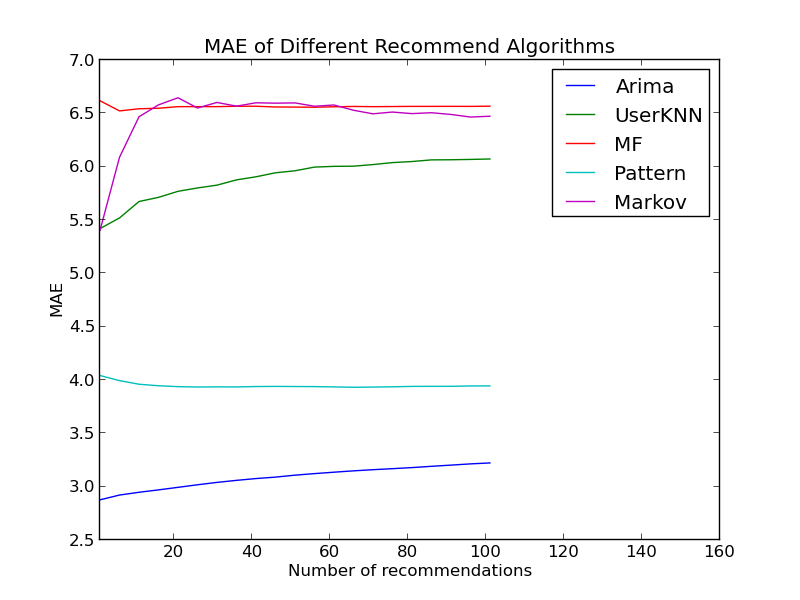 MAE of Different Recommend Algorithms
7.0
6.5
6.0
5.5
5.0
4.5
4.0
3.5
3.0
2.5
MAE
Arima
UserKNN
MF
Pattern
Markov
20 40 60 80 100 120 140 160
Number of recommendations